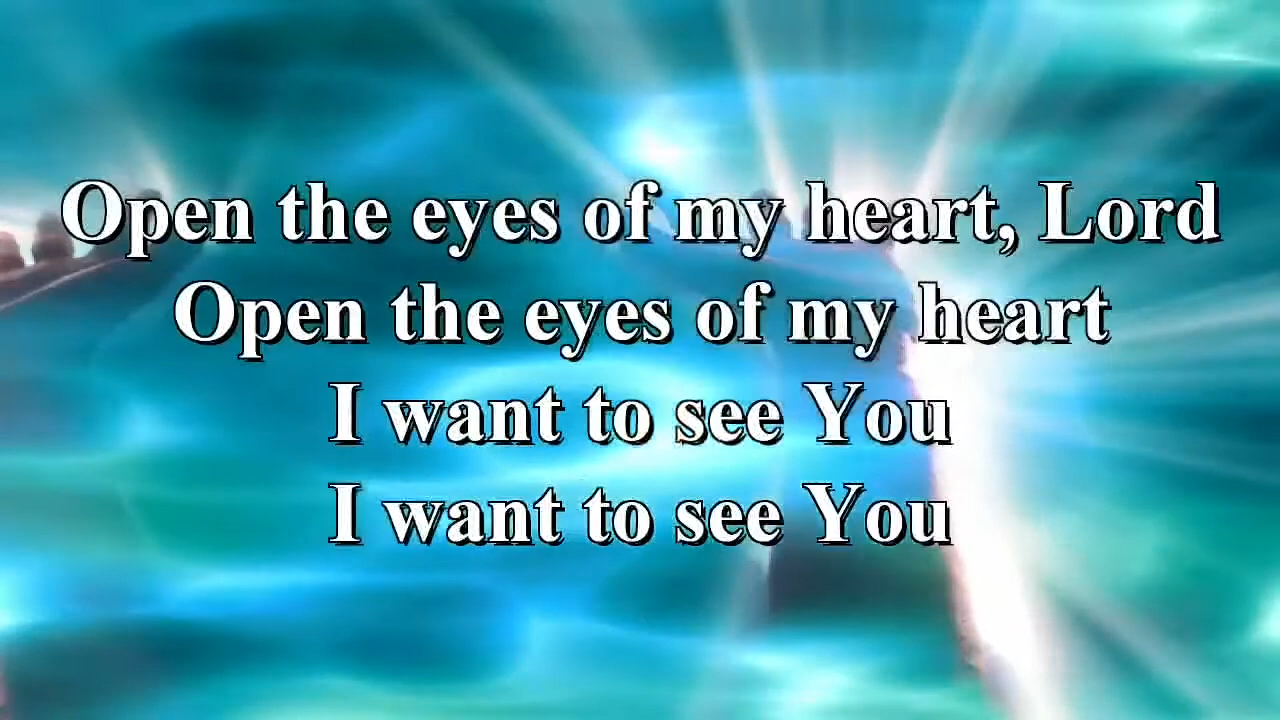 Open the eyes of my heart, Lord
Open the eyes of my heart
I want to see You
I want to see You